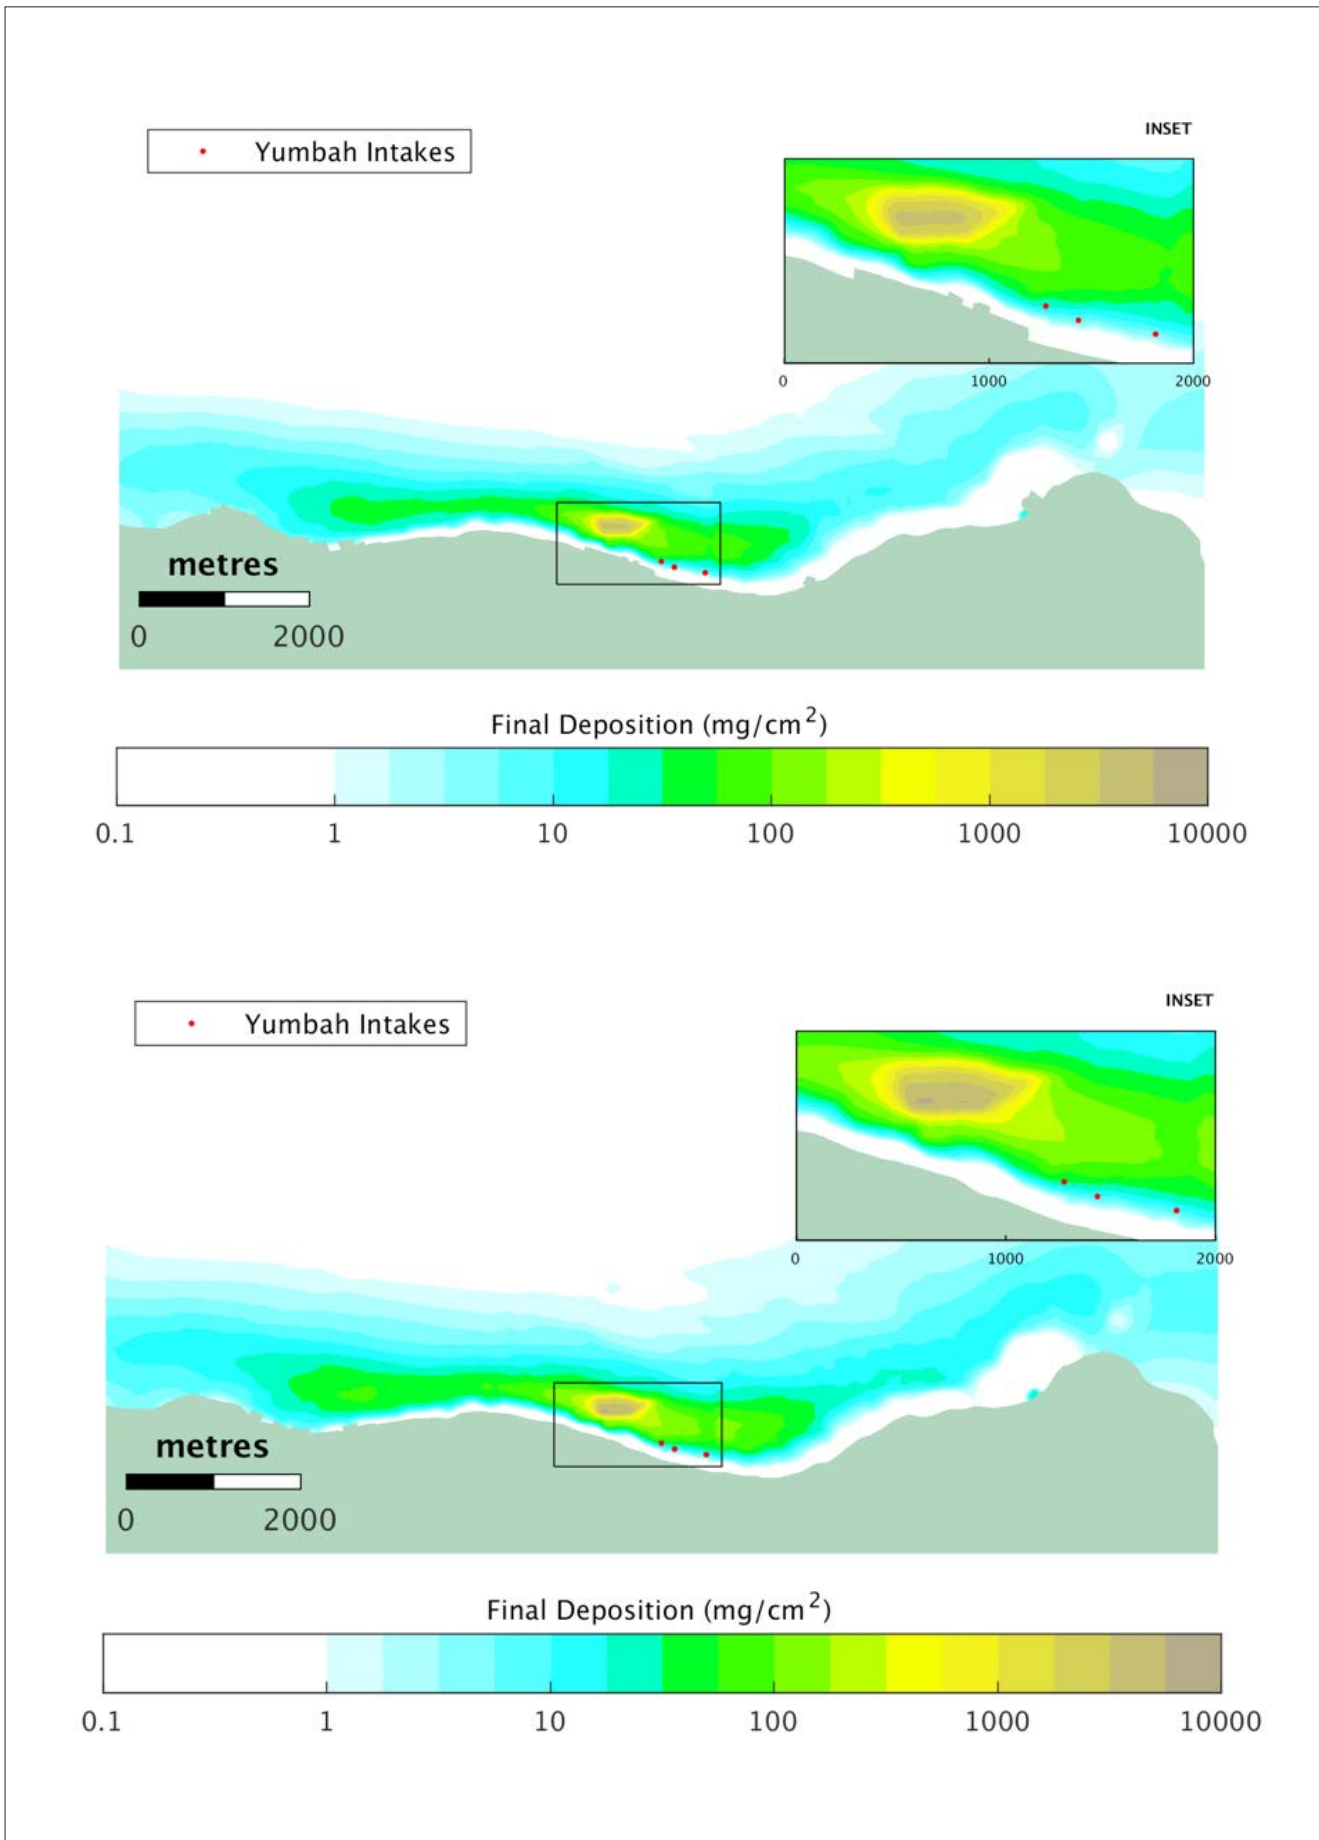 Yumbah Intakes
INSET
0 1000 2000
metres
0 2000
Final Deposition (mg/cm²)
0.1 1 10 100 1000 10000
Yumbah Intakes
INSET
0 1000 2000
metres
0 2000
Final Deposition (mg/cm²)
0.1 1 10 100 1000 10000